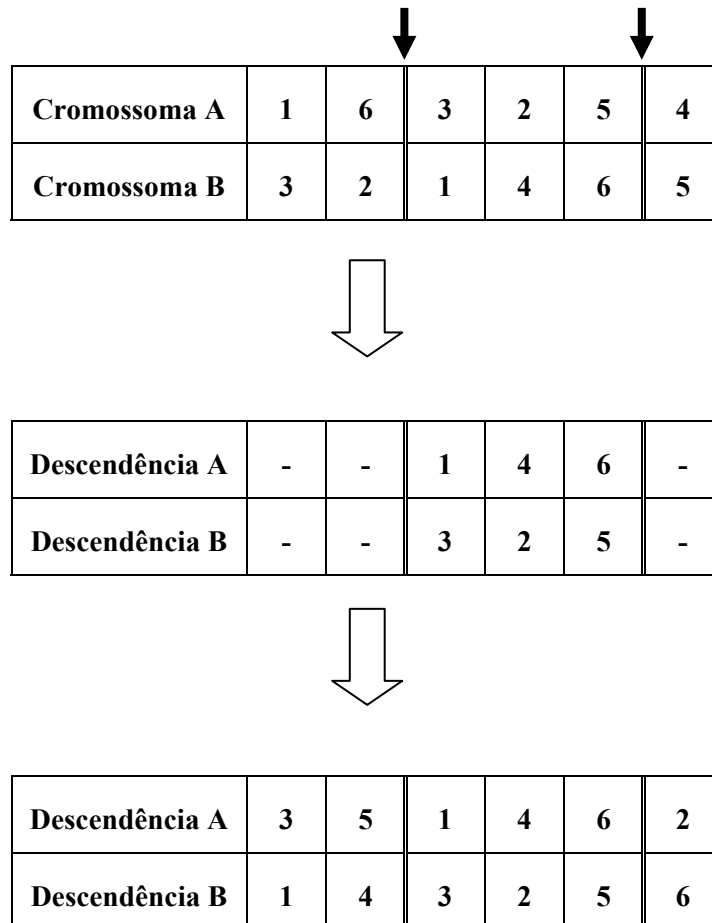 Cromossoma A 1 6 3 2 5 4
Cromossoma B 3 2 1 4 6 5
Descendência A - - 1 4 6 -
Descendência B - - 3 2 5 -
Descendência A 3 5 1 4 6 2
Descendência B 1 4 3 2 5 6